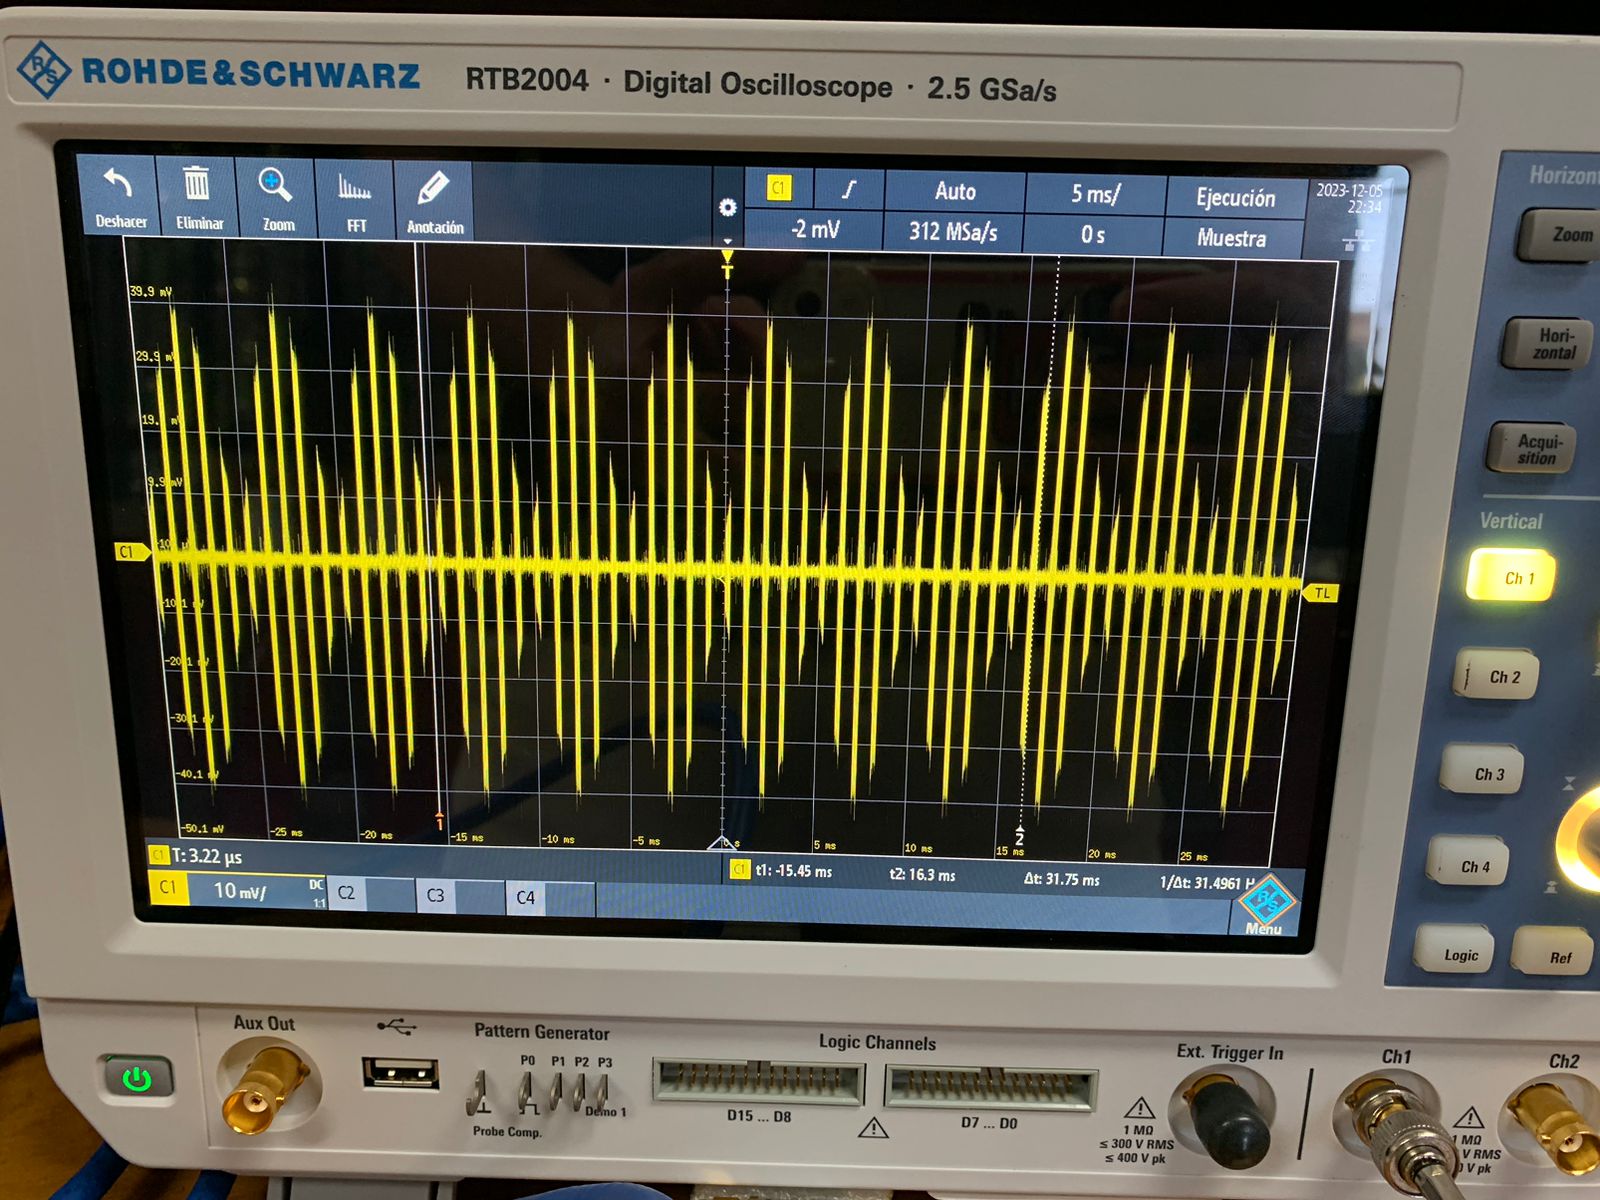 ROHDE&SCHWARZ RTB2004 · Digital Oscilloscope · 2.5 GSa/s
Deshacer Eliminar Zoom FFT Anotación
C1 Auto 5 ms/ Ejecución
-2 mV 312 MSa/s 0 s Muestra
2023-12-05
22:34
T
39.9 mV
29.9
19.
9.9 mV
C1
-10.1
TL
-20.1
-30.1
-40.1
-50.1 mV
-25 ms -20 ms -15 ms -10 ms -5 ms 0 s 5 ms 10 ms 15 ms 20 ms 25 ms
1
2
C1 T: 3.22 µs
C1 t1: -15.45 ms t2: 16.3 ms Δt: 31.75 ms 1/Δt: 31.4961 H
C1 10 mV/ DC
1:1
C2 C3 C4
R/S
Menu
Zoom
Hori-
zontal
Acqui-
sition
Vertical
Ch 1
Ch 2
Ch 3
Ch 4
Logic Ref
Aux Out
Pattern Generator
P0 P1 P2 P3
Demo 1
Probe Comp.
Logic Channels
D15 ... D8
D7 ... D0
Ext. Trigger In
1 MΩ
≤ 300 V RMS
≤ 400 V pk
Ch1
Ch2
1 MΩ
V RMS
V pk